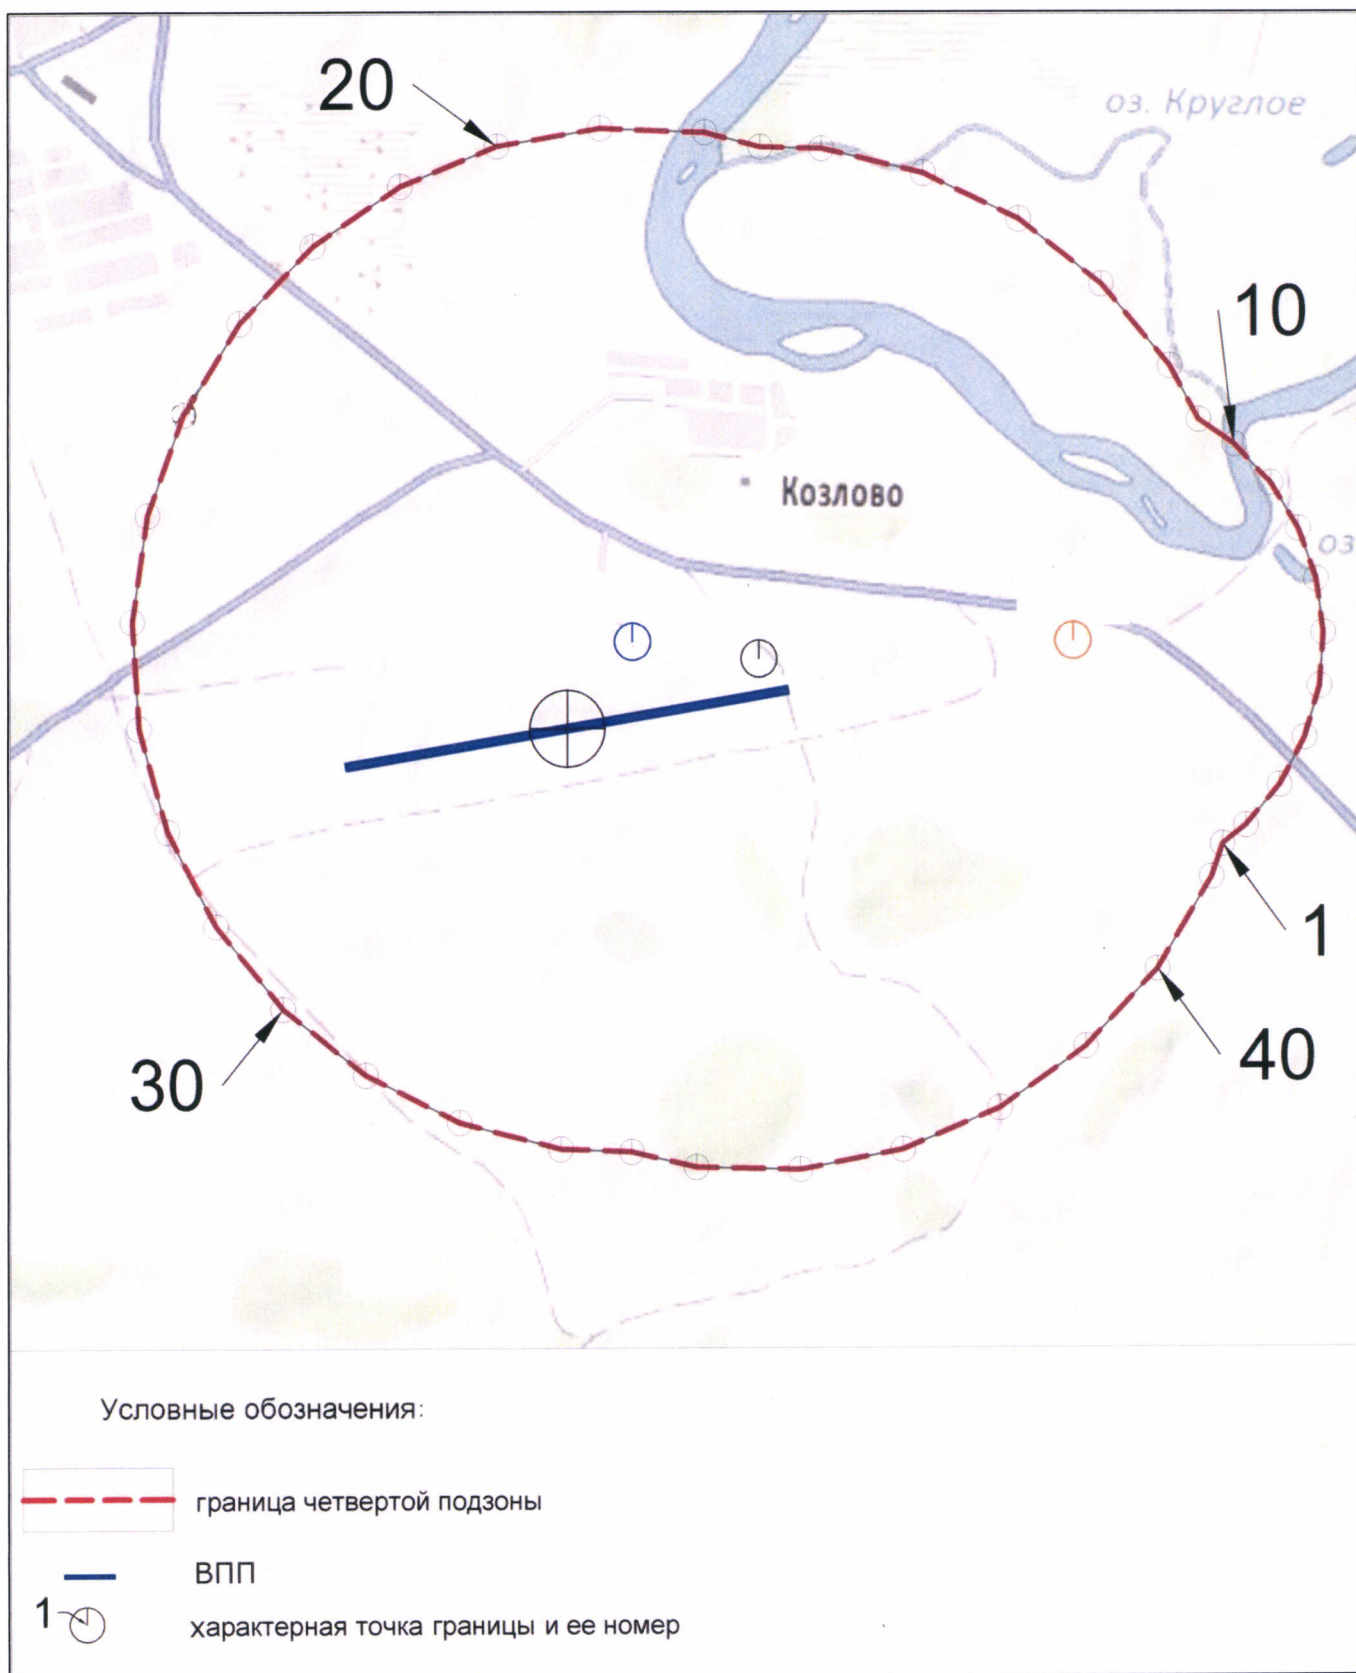 20
оз. Круглое
10
Козлово
оз
1
40
30
Условные обозначения:
граница четвертой подзоны
ВПП
1
характерная точка границы и ее номер